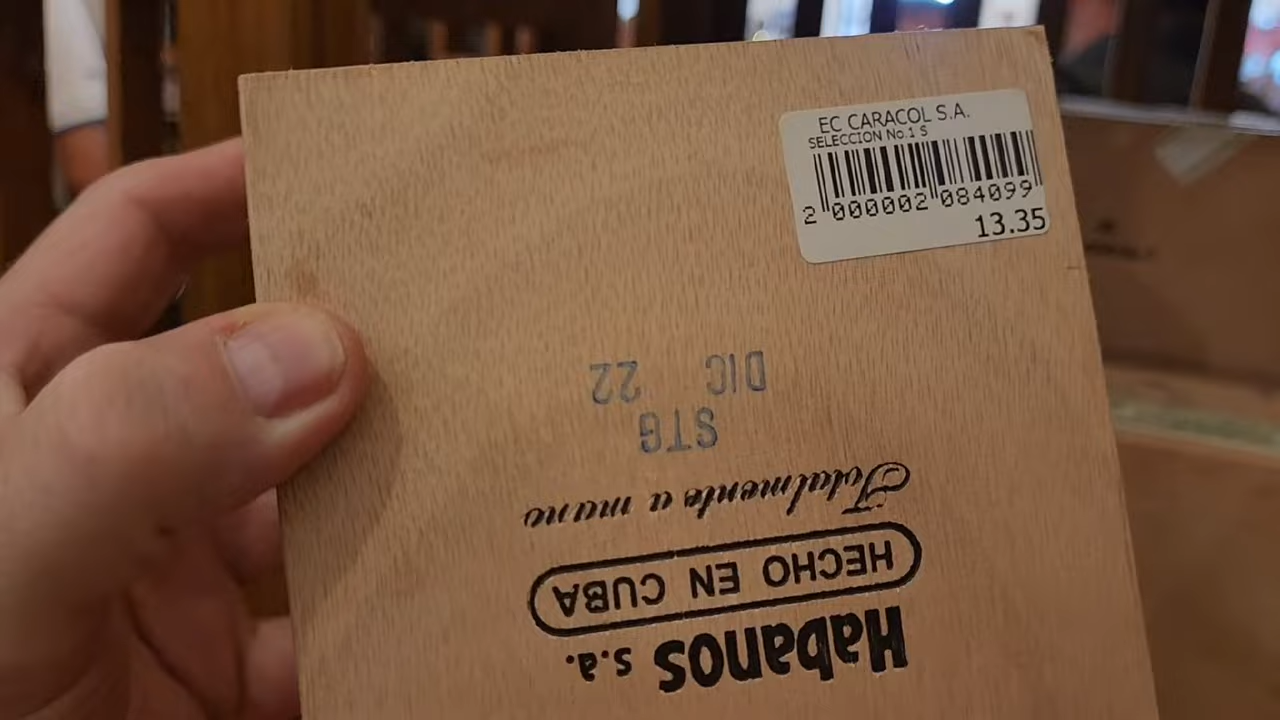 EC CARACOL S.A.
SELECCION No.1 S
2 000002 084099
13.35
Habanos s.a.
HECHO EN CUBA
Totalmente a mano
STG
DIC 22